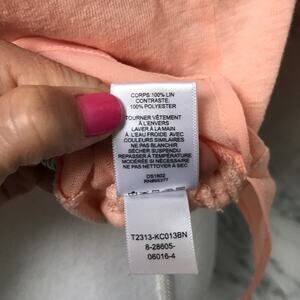 CORPS: 100% LIN
CONTRASTE:
100% POLYESTER
TOURNER VÊTEMENT
À L'ENVERS
LAVER À LA MAIN
À L'EAU FROIDE AVEC
COULEURS SIMILAIRES
NE PAS BLANCHIR
SÉCHER SUSPENDU
REPASSER À TEMPÉRATURE
MODÉRÉE SI NÉCESSAIRE
NE PAS NETTOYER À SEC
DS1802
T2313-KC013BN
8-28605-
06016-4